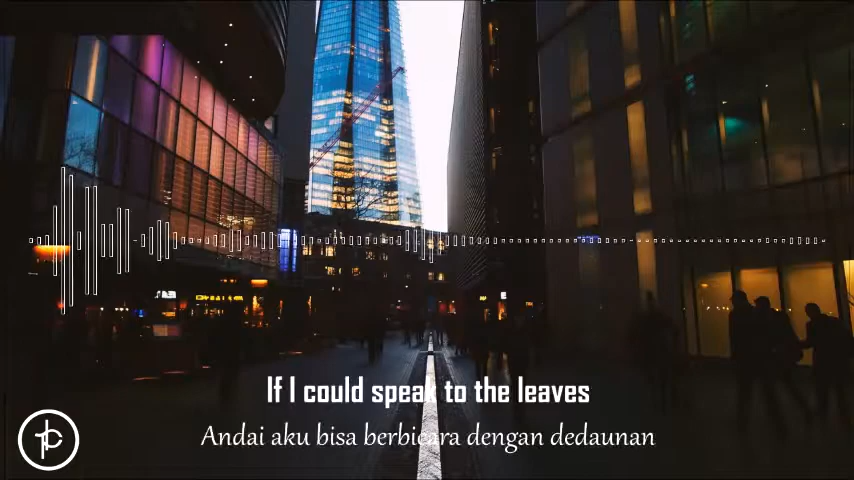 If I could speak to the leaves
Andai aku bisa berbicara dengan dedaunan